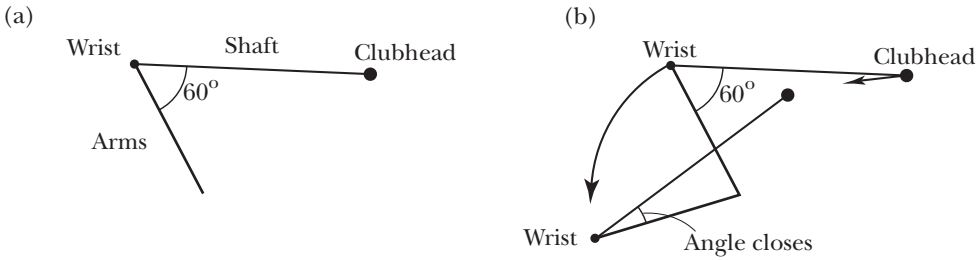 (a)
Wrist
Shaft
Clubhead
60°
Arms
(b)
Wrist
Clubhead
60°
Wrist
Angle closes